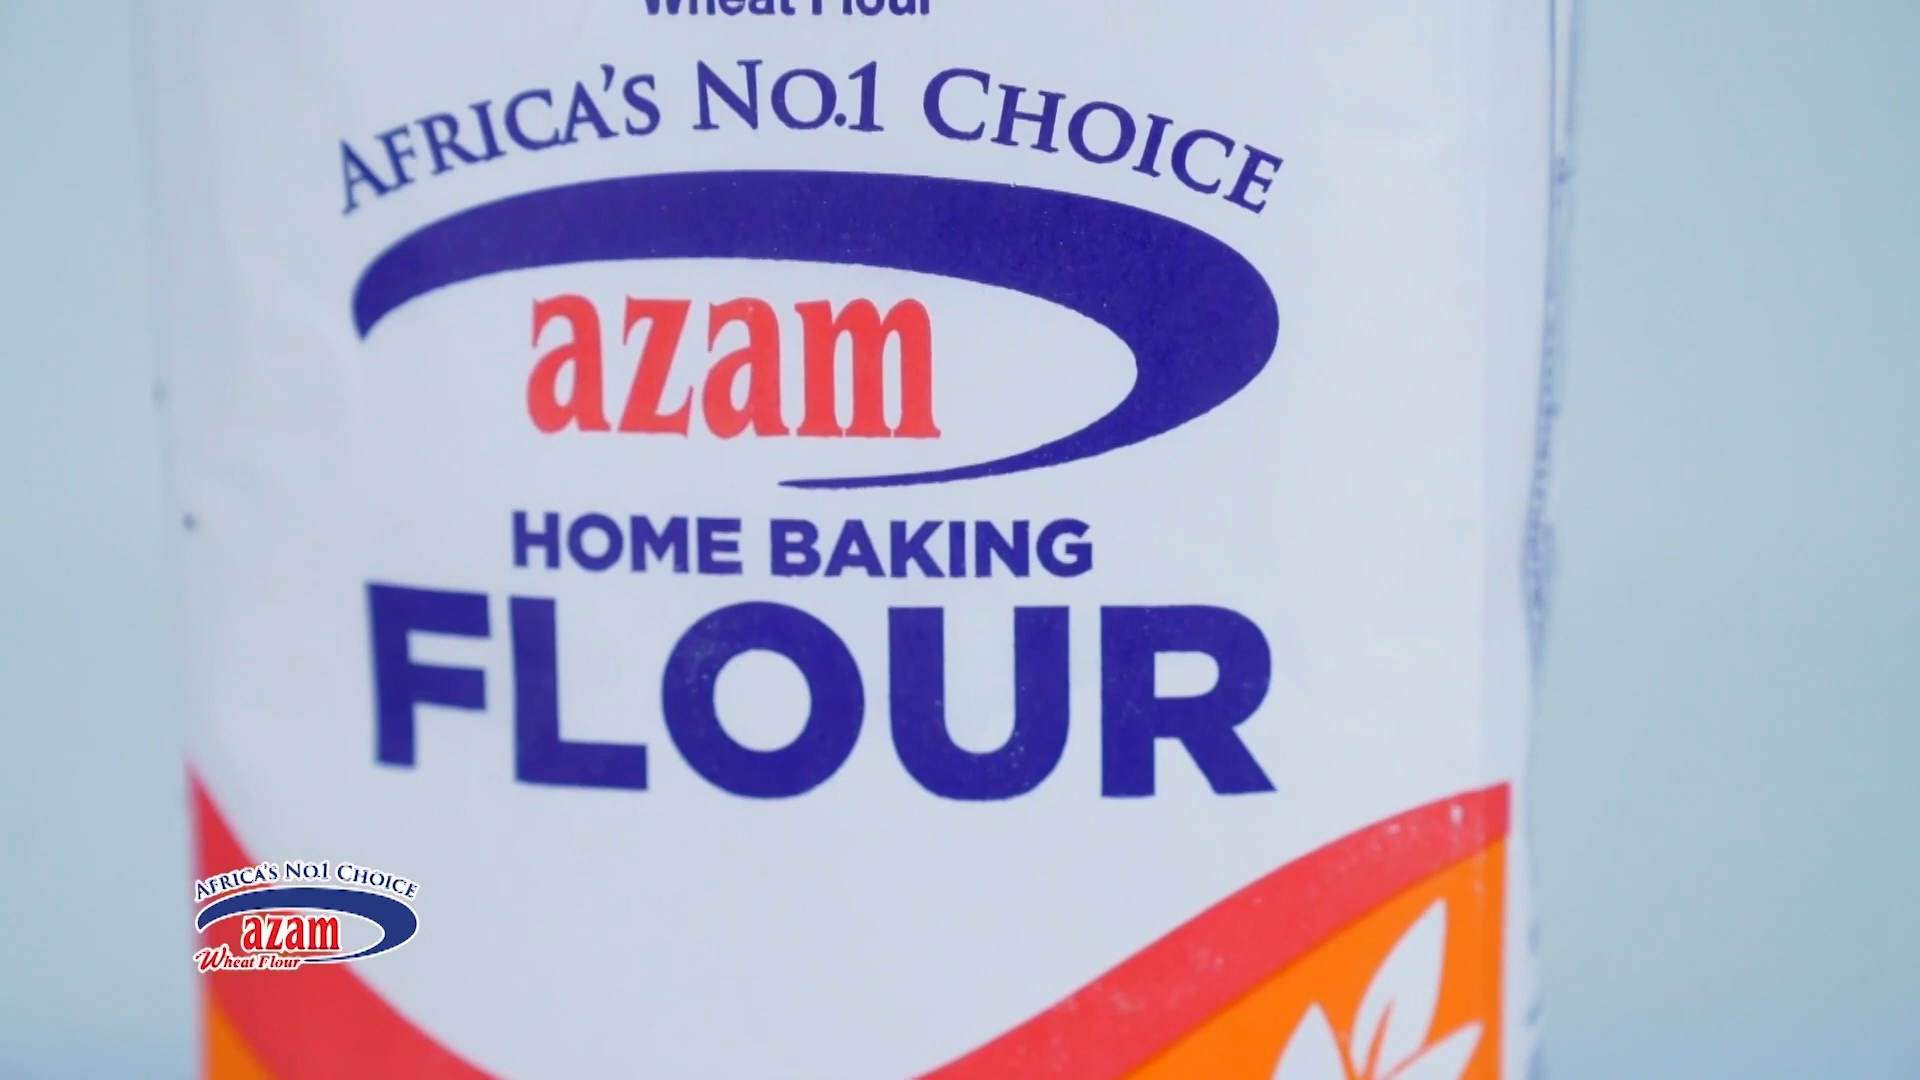 Wheat Flour
AFRICA'S NO.1 CHOICE
azam
HOME BAKING
FLOUR
AFRICA'S NO.1 CHOICE
azam
Wheat Flour